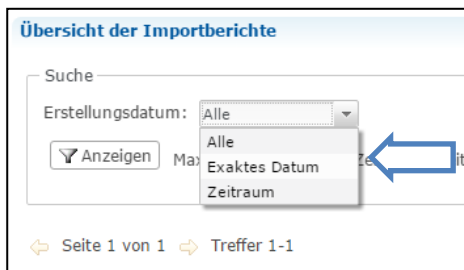 Übersicht der Importberichte
Suche
Erstellungsdatum: Alle
Alle
Anzeigen
Exaktes Datum
Zeitraum
Seite 1 von 1 Treffer 1-1